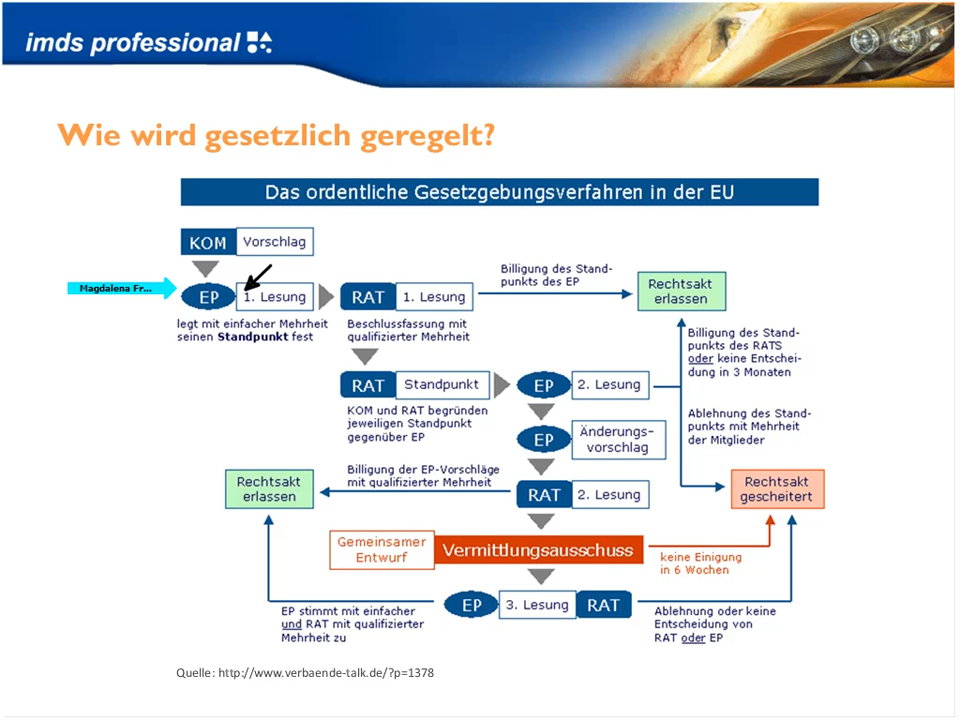 imds professional
Wie wird gesetzlich geregelt?
Das ordentliche Gesetzgebungsverfahren in der EU
KOM Vorschlag
Magdalena Fr...
EP 1. Lesung
legt mit einfacher Mehrheit
seinen Standpunkt fest
RAT 1. Lesung
Beschlussfassung mit
qualifizierter Mehrheit
Billigung des Stand-
punkts des EP
Rechtsakt
erlassen
Billigung des Stand-
punkts des RATS
oder keine Entschei-
dung in 3 Monaten
RAT Standpunkt
KOM und RAT begründen
jeweiligen Standpunkt
gegenüber EP
EP 2. Lesung
Ablehnung des Stand-
punkts mit Mehrheit
der Mitglieder
EP Änderungs-
vorschlag
Rechtsakt
erlassen
Billigung der EP-Vorschläge
mit qualifizierter Mehrheit
RAT 2. Lesung
Rechtsakt
gescheitert
Gemeinsamer
Entwurf
Vermittlungsausschuss
keine Einigung
in 6 Wochen
EP 3. Lesung RAT
EP stimmt mit einfacher
und RAT mit qualifizierter
Mehrheit zu
Ablehnung oder keine
Entscheidung von
RAT oder EP
Quelle: http://www.verbaende-talk.de/?p=1378